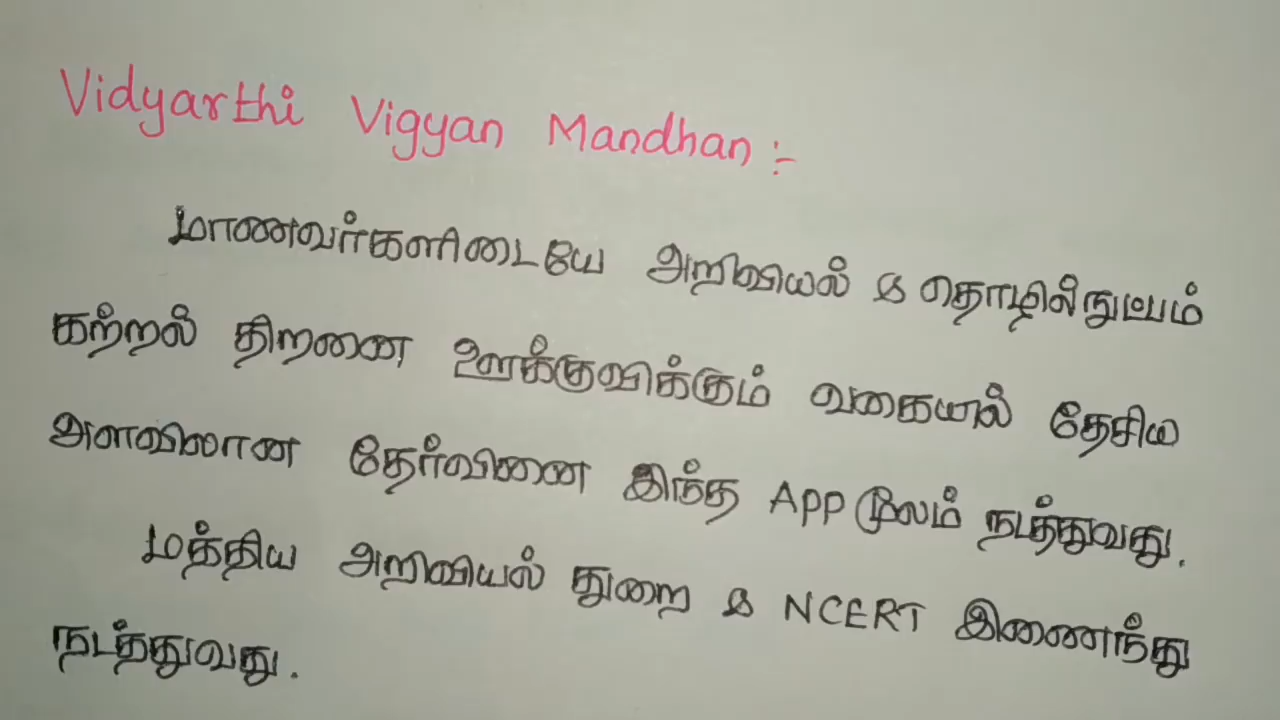 Vidyarthi Vigyan Mandhan :-
மாணவர்களிடையே அறிவியல் & தொழில்நுட்பம்
கற்றல் திறனை ஊக்குவிக்கும் வகையில் தேசிய
அளவிலான தேர்வினை இந்த App மூலம் நடத்துவது.
மத்திய அறிவியல் துறை & NCERT இணைந்து
நடத்துவது.